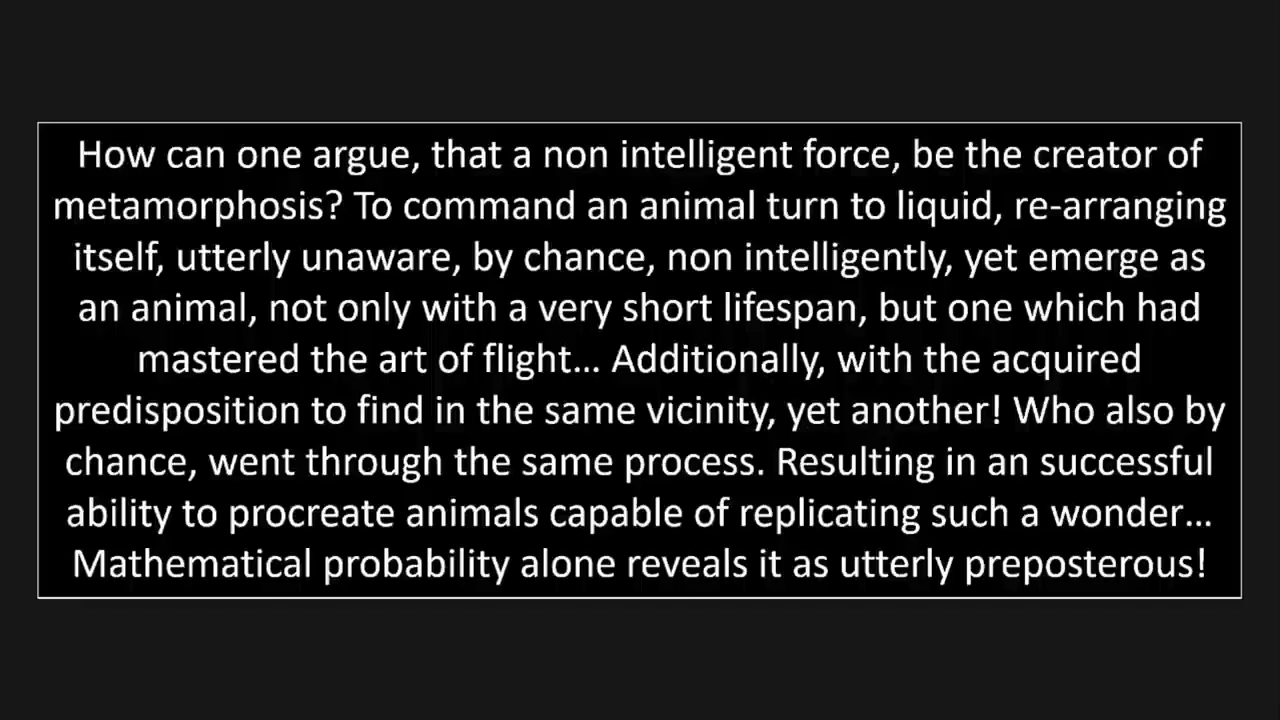 How can one argue, that a non intelligent force, be the creator of
metamorphosis? To command an animal turn to liquid, re-arranging
itself, utterly unaware, by chance, non intelligently, yet emerge as
an animal, not only with a very short lifespan, but one which had
mastered the art of flight... Additionally, with the acquired
predisposition to find in the same vicinity, yet another! Who also by
chance, went through the same process. Resulting in an successful
ability to procreate animals capable of replicating such a wonder...
Mathematical probability alone reveals it as utterly preposterous!